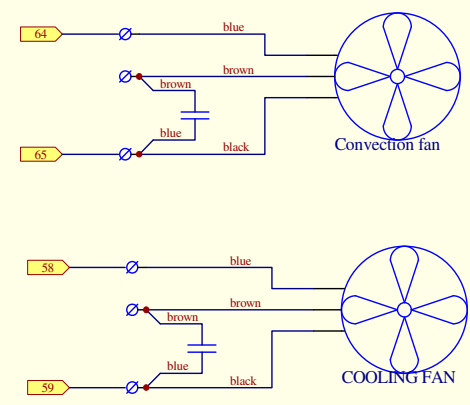 64
blue
brown
brown
blue
65
black
Convection fan
58
blue
brown
brown
blue
59
black
COOLING FAN